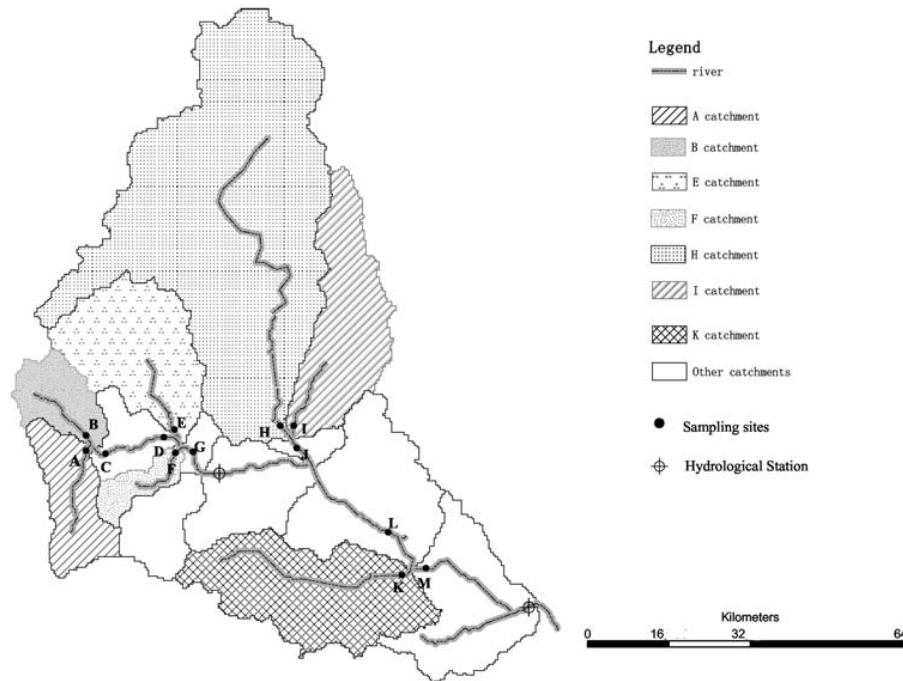 Legend
river
A catchment
B catchment
E catchment
F catchment
H catchment
I catchment
K catchment
Other catchments
Sampling sites
Hydrological Station
B
E
H
I
A
C
D
F
G
J
L
K
M
Kilometers
0 16 32 64